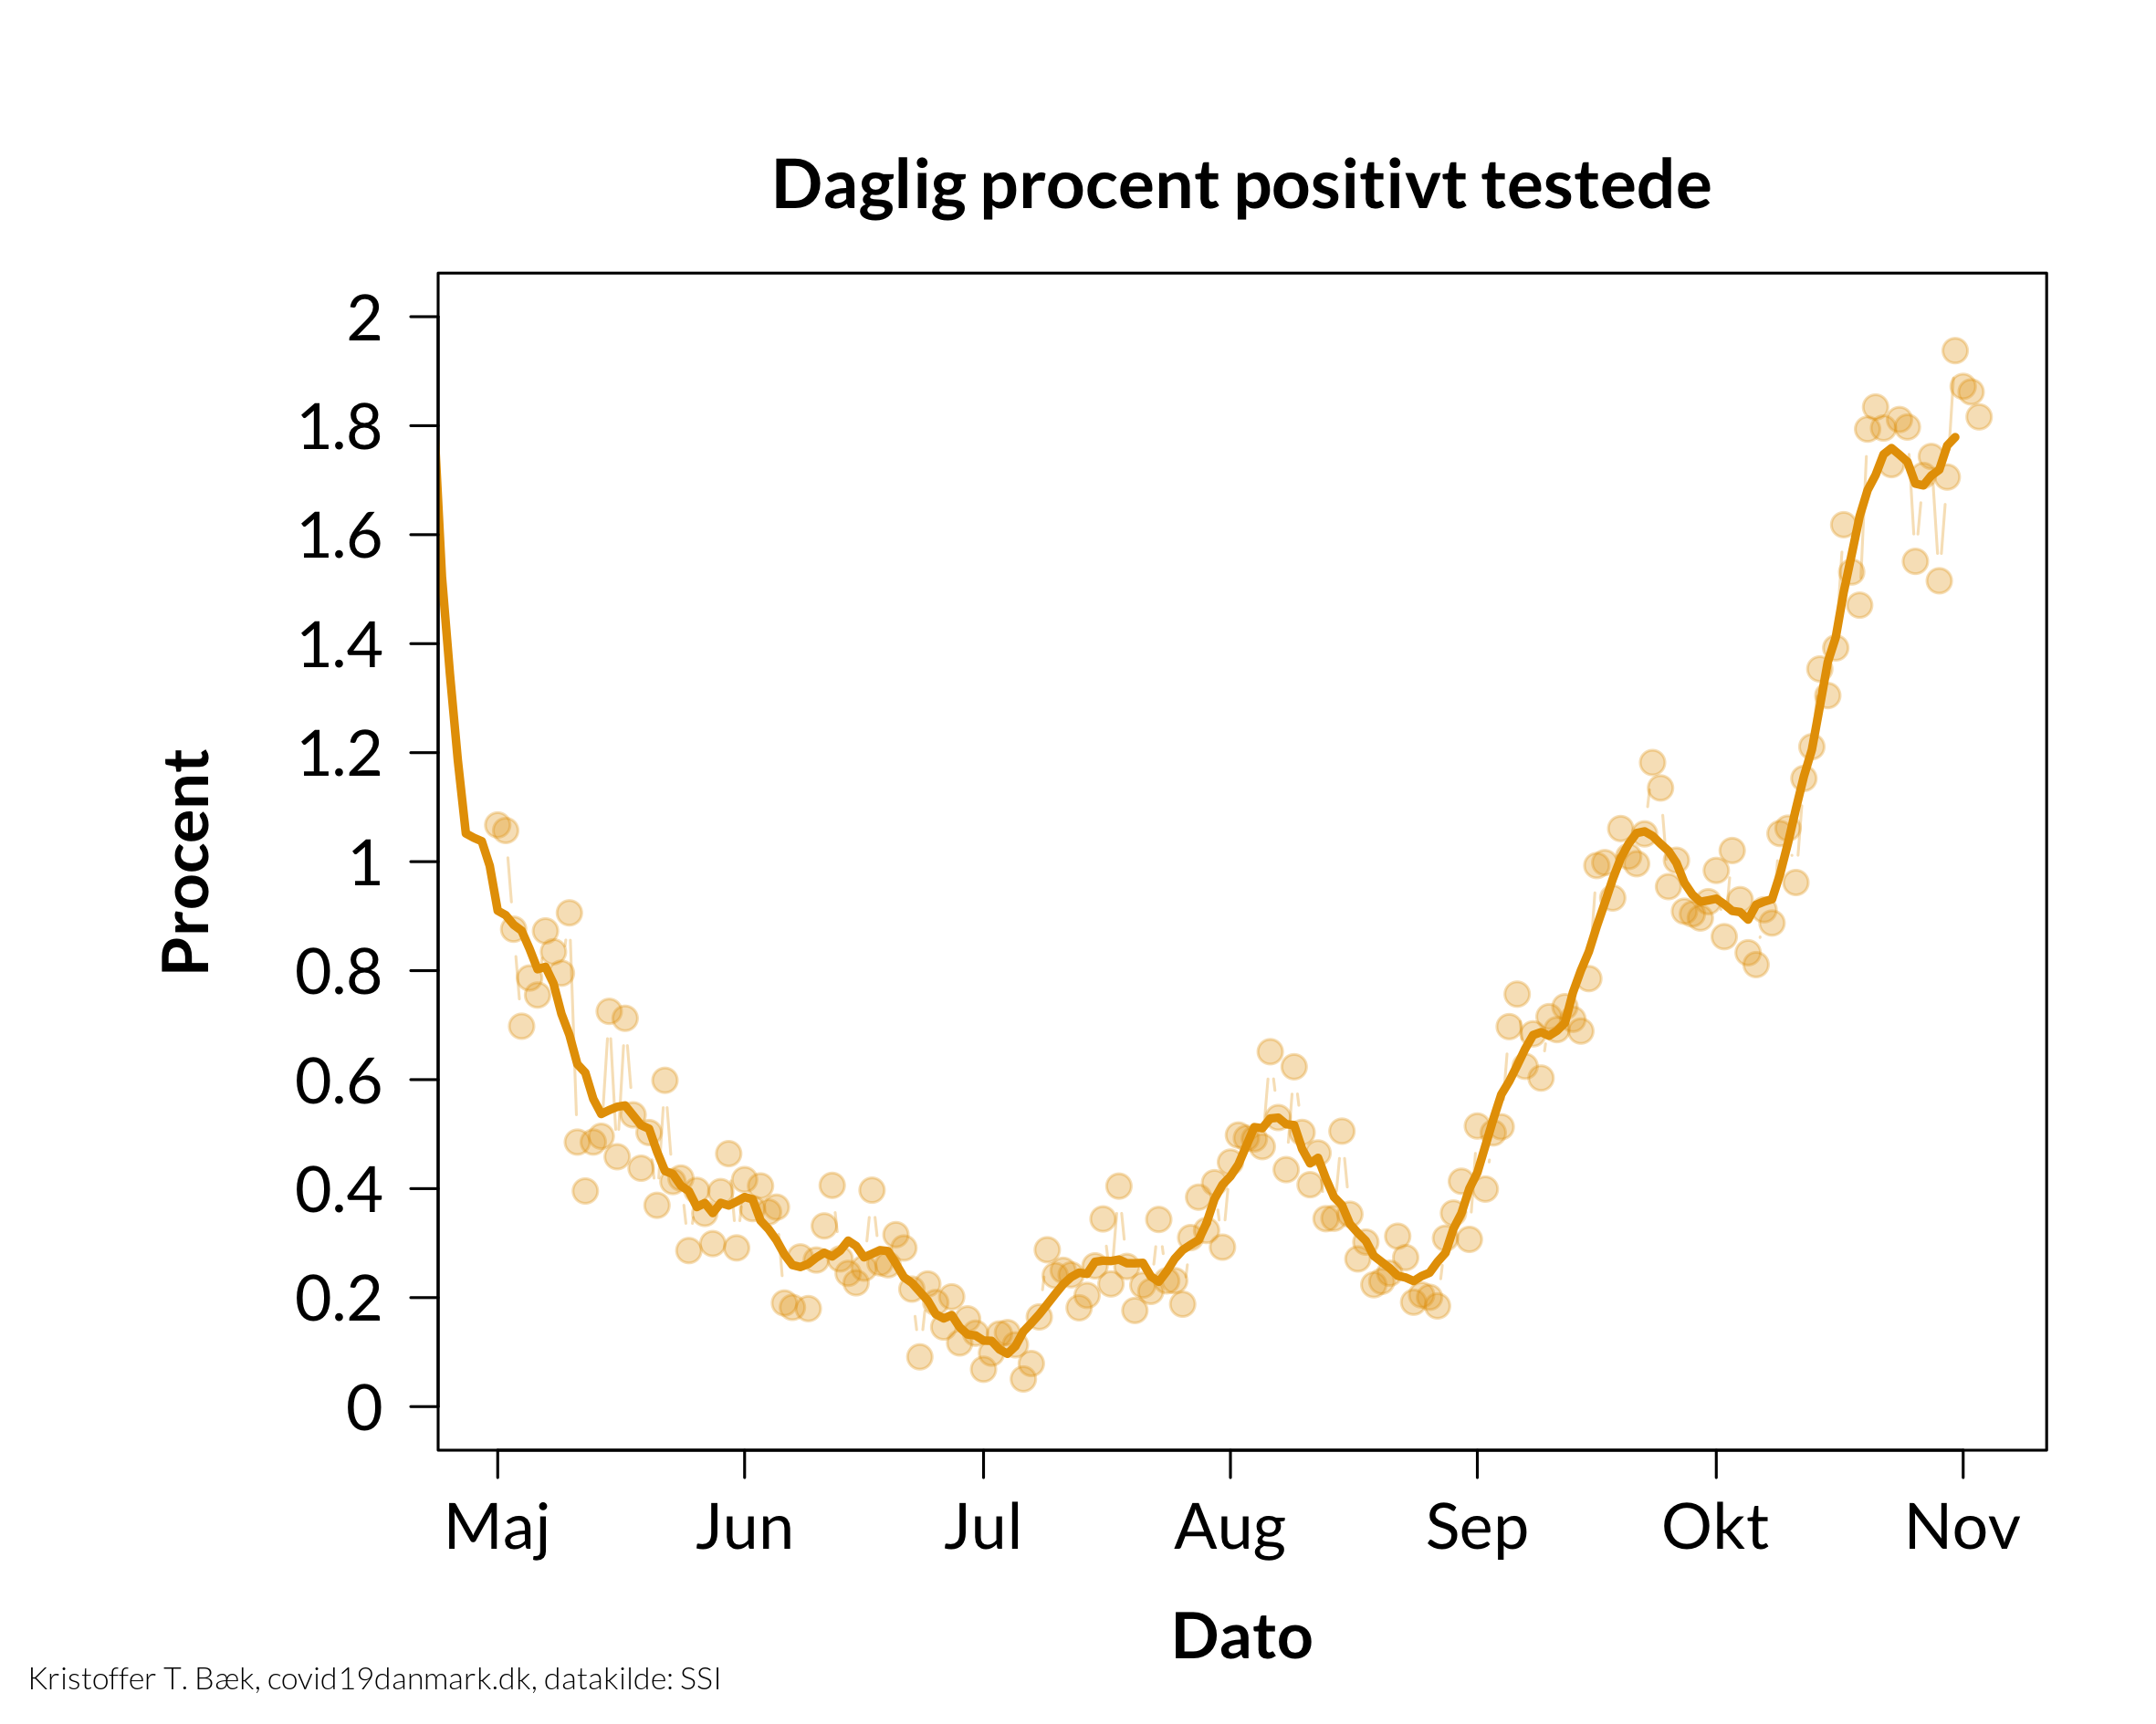 Daglig procent positivt testede
Procent
2
1.8
1.6
1.4
1.2
1
0.8
0.6
0.4
0.2
0
Maj Jun Jul Aug Sep Okt Nov
Dato
Kristoffer T. Bæk, covid19danmark.dk, datakilde: SSI